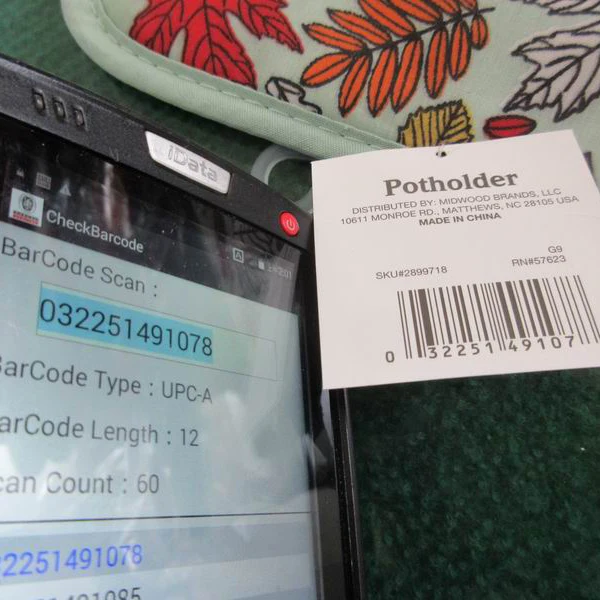 iData
CheckBarcode
BarCode Scan :
032251491078
BarCode Type : UPC-A
BarCode Length : 12
can Count : 60
2251491078
1491085
Potholder
DISTRIBUTED BY: MIDWOOD BRANDS, LLC
10611 MONROE RD., MATTHEWS, NC 28105 USA
MADE IN CHINA
G9
SKU#2899718
RN#57623
0 32251 49107